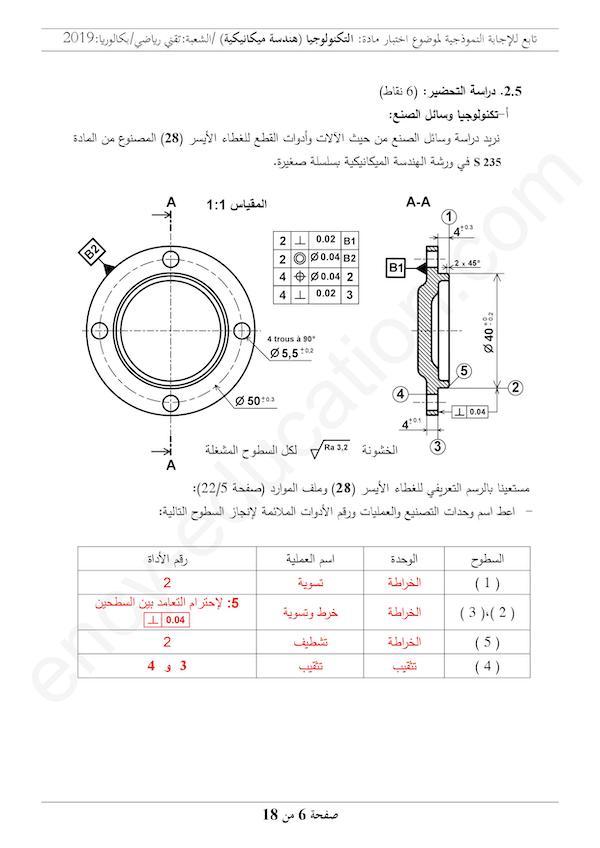 تابع للإجابة النموذجية لموضوع اختبار مادة: التكنولوجيا (هندسة ميكانيكية) /الشعبة:تقني رياضي/بكالوريا:2019
2.5. دراسة التحضير: (6 نقاط)
أ-تكنولوجيا وسائل الصنع:
نريد دراسة وسائل الصنع من حيث الآلات وأدوات القطع للغطاء الأيسر (28) المصنوع من المادة
S 235 في ورشة الهندسة الميكانيكية بسلسلة صغيرة.
المقياس 1:1
A
A
B2
2 ⊥ 0.02 B1
2 ◎ Ø 0.04 B2
4 ⌖ Ø 0.04 2
4 ⊥ 0.02 3
4 trous à 90°
Ø 5,5 ±0,2
Ø 50 ±0.3
A-A
1
4 ±0.3
2 x 45°
B1
Ø 40 0 -0.2
5
4
2
⊥ 0.04
4 ±0.1
3
الخشونة Ra 3,2 لكل السطوح المشغلة
مستعينا بالرسم التعريفي للغطاء الأيسر (28) وملف الموارد (صفحة 22/5):
- اعط اسم وحدات التصنيع والعمليات ورقم الأدوات الملائمة لإنجاز السطوح التالية:
السطوح الوحدة اسم العملية رقم الأداة
( 1 ) الخراطة تسوية 2
( 2 )،( 3 ) الخراطة خرط وتسوية 5: لإحترام التعامد بين السطحين
⊥ 0.04
( 5 ) الخراطة تشطيف 2
( 4 ) تثقيب تثقيب 3 و 4
صفحة 6 من 18
ency-education.com